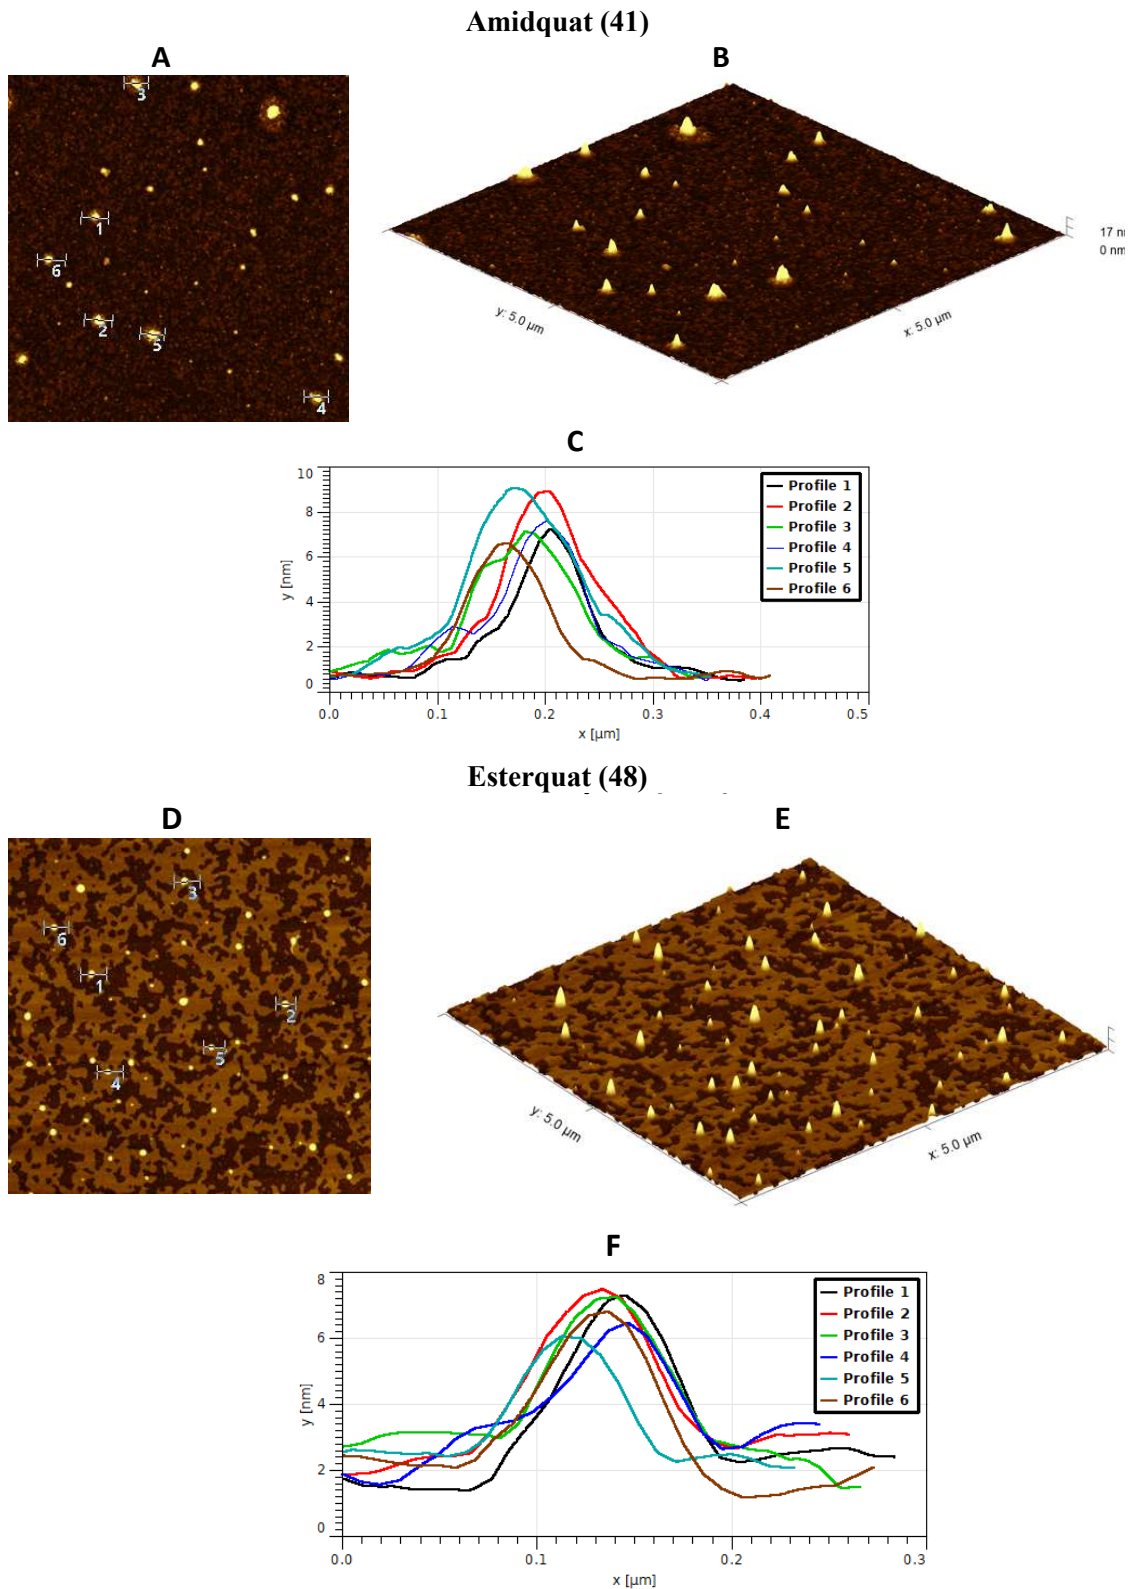 Amidquat (41)
A
B
3
1
6
2
5
4
17 n
0 nm
y: 5.0 µm
x: 5.0 µm
C
10
8
6
4
2
0
y [nm]
0.0 0.1 0.2 0.3 0.4 0.5
x [µm]
Profile 1
Profile 2
Profile 3
Profile 4
Profile 5
Profile 6
Esterquat (48)
D
E
3
6
1
2
5
4
y: 5.0 µm
x: 5.0 µm
F
8
6
4
2
0
y [nm]
0.0 0.1 0.2 0.3
x [µm]
Profile 1
Profile 2
Profile 3
Profile 4
Profile 5
Profile 6